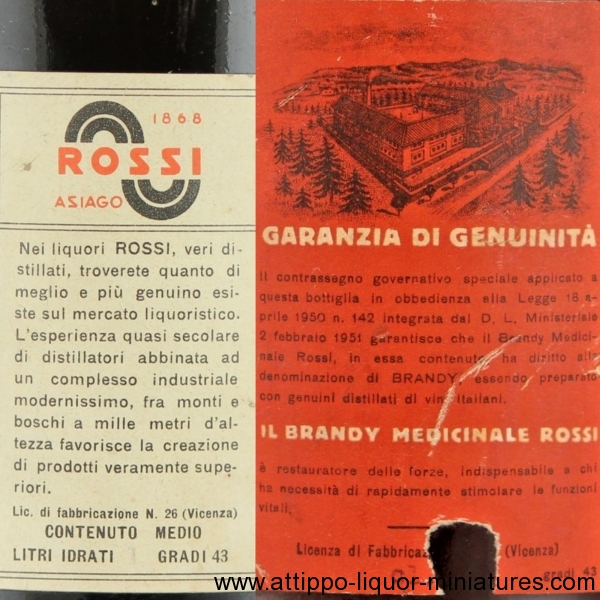 1868
ROSSI
ASIAGO
Nei liquori ROSSI, veri di-
stillati, troverete quanto di
meglio e più genuino esi-
ste sul mercato liquoristico.
L'esperienza quasi secolare
di distillatori abbinata ad
un complesso industriale
modernissimo, fra monti e
boschi a mille metri d'al-
tezza favorisce la creazione
di prodotti veramente supe-
riori.
Lic. di fabbricazione N. 26 (Vicenza)
CONTENUTO MEDIO
LITRI IDRATI GRADI 43
GARANZIA DI GENUINITÀ
Il contrassegno governativo speciale applicato a
questa bottiglia in obbedienza alla Legge 18 a-
prile 1950 n. 142 integrata dal D. L. Ministeriale
2 febbraio 1951 garantisce che il Brandy Medici-
nale Rossi, in essa contenuto, ha diritto alla
denominazione di BRANDY, essendo preparato
con genuini distillati di vini italiani.
IL BRANDY MEDICINALE ROSSI
è restauratore delle forze, indispensabile a chi
ha necessità di rapidamente stimolare le funzioni
vitali.
Licenza di (Vicenza)
gradi 43
www.attippo-liquor-miniatures.com